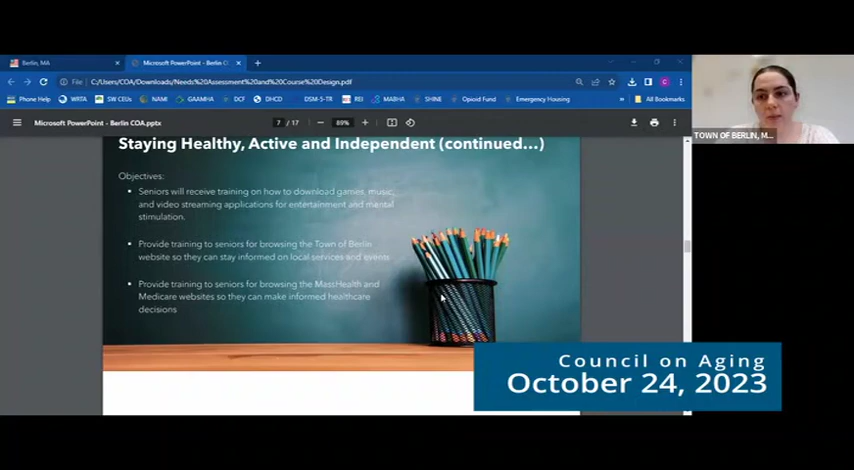 Berlin, MA
Microsoft PowerPoint - Berlin CO
File C:/Users/COA/Downloads/Needs%20Assessment%20and%20Course%20Design.pdf
Phone Help WRTA SW CEUs NAMI GAAMHA DCF DHCD DSM-5-TR REI MABHA SHINE Opioid Fund Emergency Housing » All Bookmarks
Microsoft PowerPoint - Berlin COA.pptx 7 / 17 89%
TOWN OF BERLIN, M...
Staying Healthy, Active and Independent (continued...)
Objectives:
▪ Seniors will receive training on how to download games, music,
and video streaming applications for entertainment and mental
stimulation.
▪ Provide training to seniors for browsing the Town of Berlin
website so they can stay informed on local services and events
▪ Provide training to seniors for browsing the MassHealth and
Medicare websites so they can make informed healthcare
decisions
Council on Aging
October 24, 2023